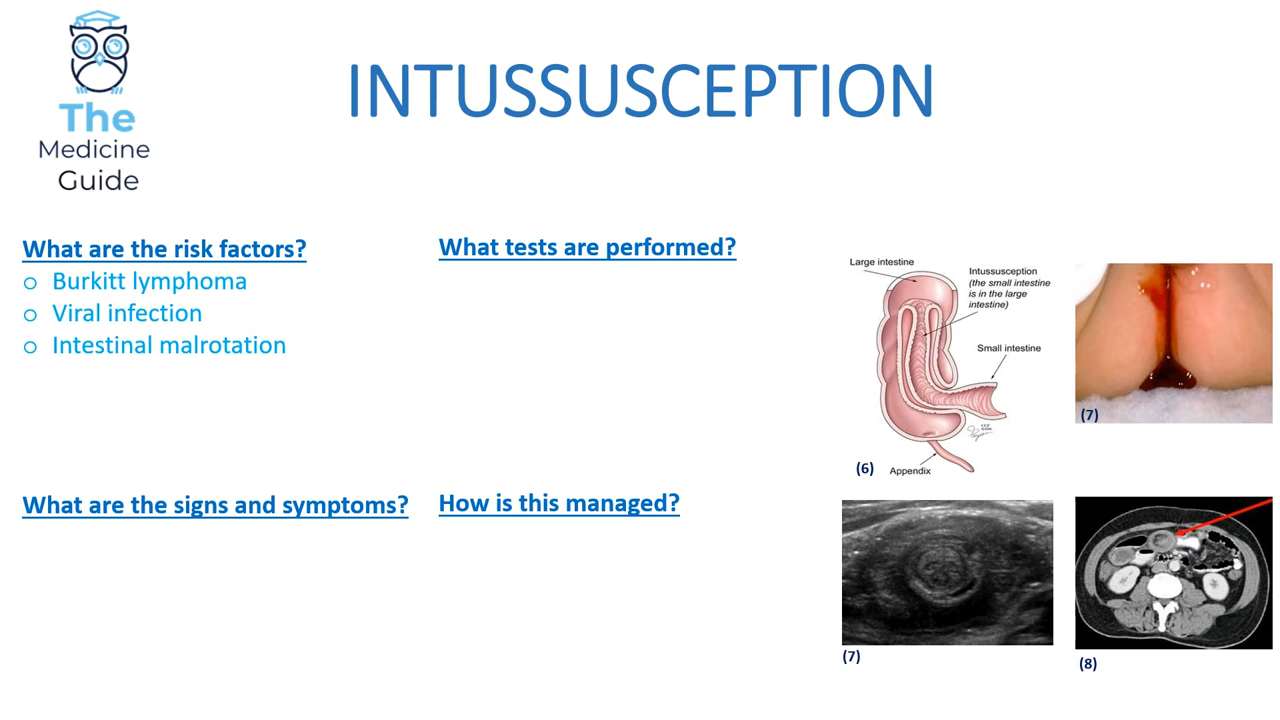 The
Medicine
Guide
INTUSSUSCEPTION
What are the risk factors?
o Burkitt lymphoma
o Viral infection
o Intestinal malrotation
What are the signs and symptoms?
What tests are performed?
How is this managed?
Large intestine
Intussusception
(the small intestine
is in the large
intestine)
Small intestine
Appendix
(6)
(7)
(7)
(8)